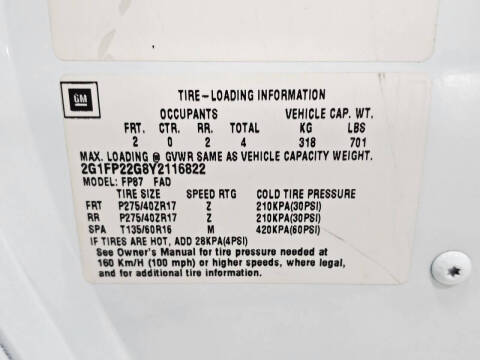 GM
TIRE-LOADING INFORMATION
OCCUPANTS VEHICLE CAP. WT.
FRT. CTR. RR. TOTAL KG LBS
2 0 2 4 318 701
MAX. LOADING @ GVWR SAME AS VEHICLE CAPACITY WEIGHT.
2G1FP22G8Y2116822
MODEL: FP87 FAD
TIRE SIZE SPEED RTG COLD TIRE PRESSURE
FRT P275/40ZR17 Z 210KPA(30PSI)
RR P275/40ZR17 Z 210KPA(30PSI)
SPA T135/60R16 M 420KPA(60PSI)
IF TIRES ARE HOT, ADD 28KPA(4PSI)
See Owner's Manual for tire pressure needed at
160 Km/H (100 mph) or higher speeds, where legal,
and for additional tire information.